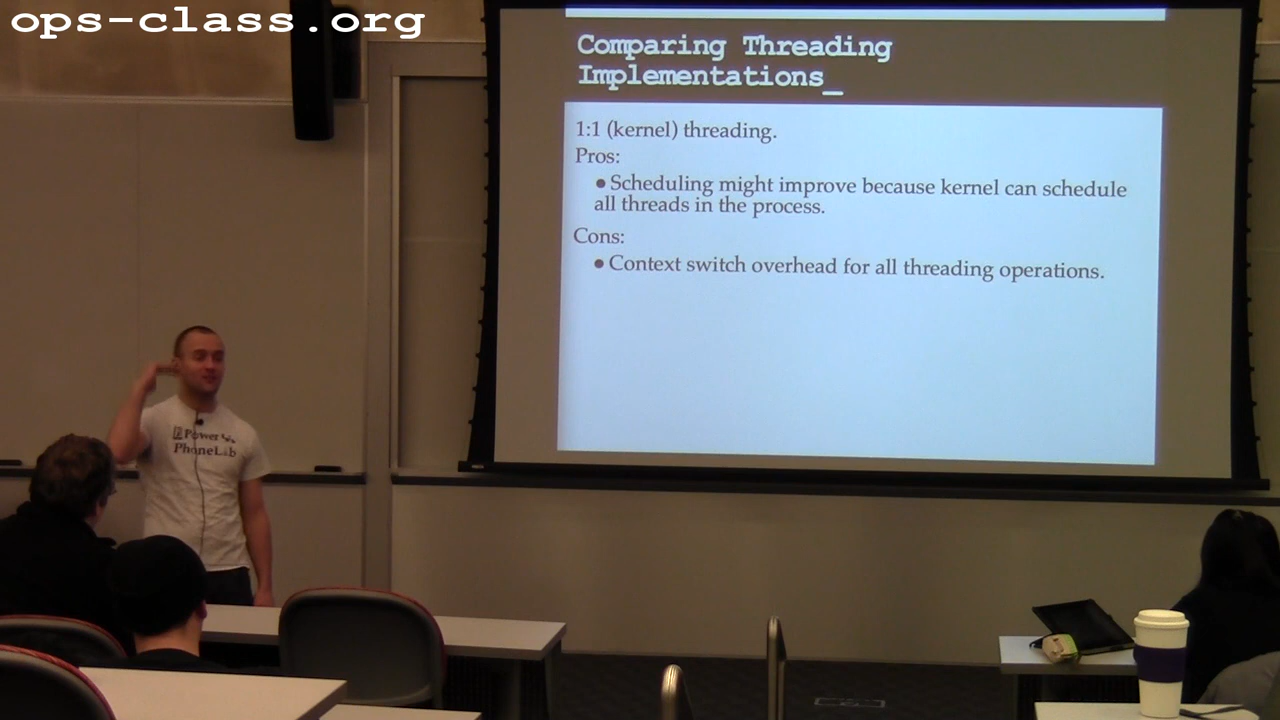 ops-class.org
Comparing Threading
Implementations_
1:1 (kernel) threading.
Pros:
● Scheduling might improve because kernel can schedule
all threads in the process.
Cons:
● Context switch overhead for all threading operations.
Power
PhoneLab